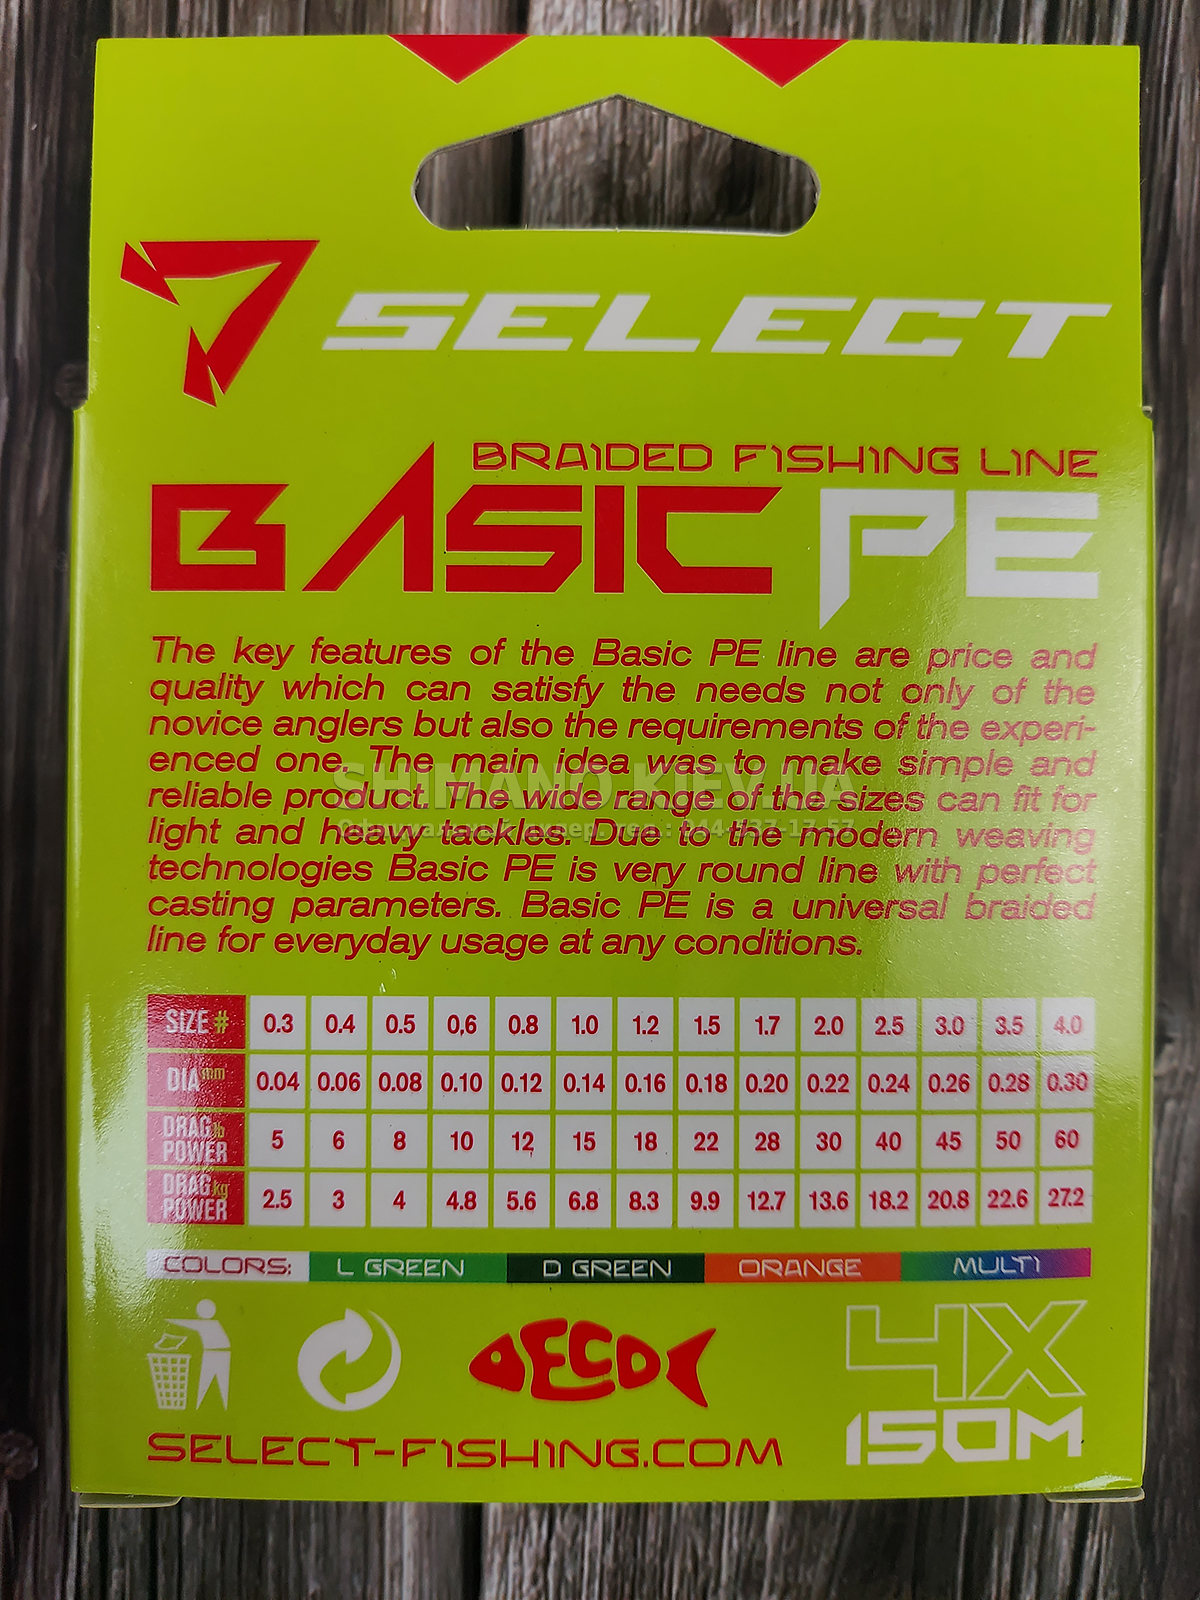 SELECT
BRAIDED FISHING LINE
BASIC PE
The key features of the Basic PE line are price and
quality which can satisfy the needs not only of the
novice anglers but also the requirements of the experi-
enced one. The main idea was to make simple and
reliable product. The wide range of the sizes can fit for
light and heavy tackles. Due to the modern weaving
technologies Basic PE is very round line with perfect
casting parameters. Basic PE is a universal braided
line for everyday usage at any conditions.
SHIMANO.KIEV.UA
Официальный дилер. тел.: 044-537-17-57
SIZE # 0.3 0.4 0.5 0.6 0.8 1.0 1.2 1.5 1.7 2.0 2.5 3.0 3.5 4.0
DIA mm 0.04 0.06 0.08 0.10 0.12 0.14 0.16 0.18 0.20 0.22 0.24 0.26 0.28 0.30
DRAG lb POWER 5 6 8 10 12 15 18 22 28 30 40 45 50 60
DRAG kg POWER 2.5 3 4 4.8 5.6 6.8 8.3 9.9 12.7 13.6 18.2 20.8 22.6 27.2
COLORS: L GREEN D GREEN ORANGE MULTI
ECO
4X
150M
SELECT-FISHING.COM